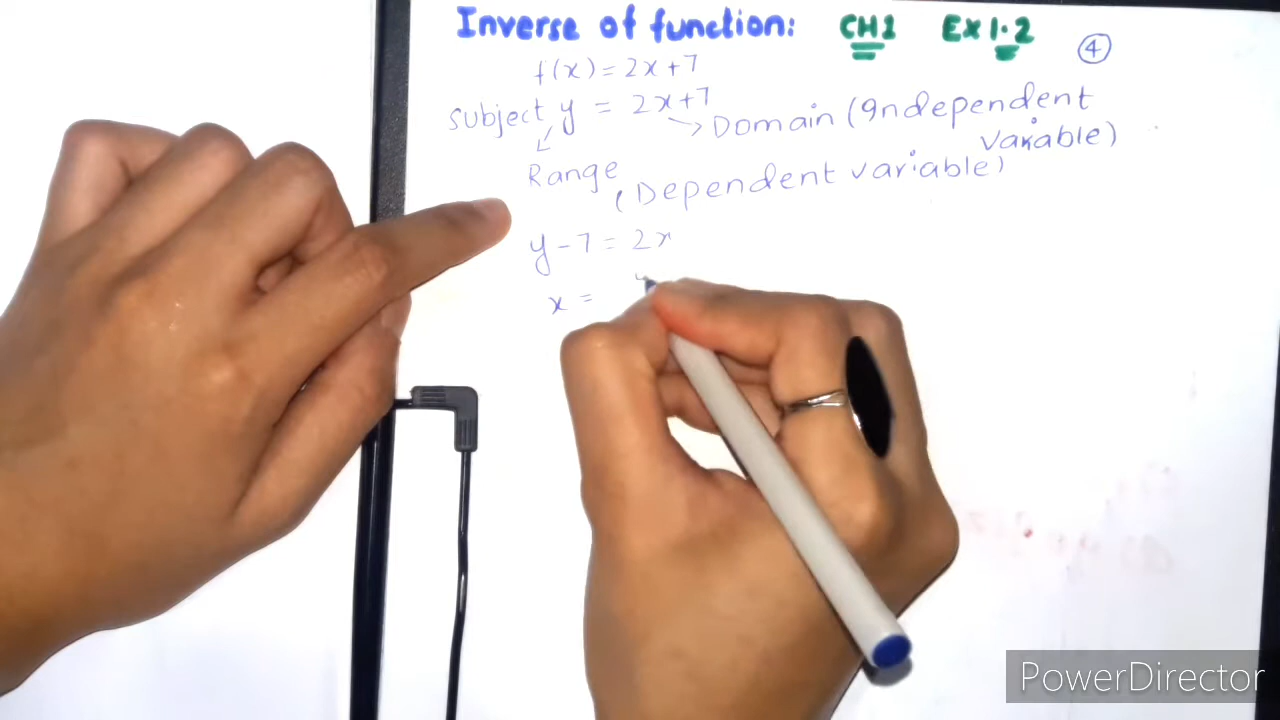 Inverse of function: CH1 EX 1.2 4
f(x) = 2x+7
Subject y = 2x+7 → Domain (Independent variable)
Range (Dependent variable)
y - 7 = 2x
x =
PowerDirector